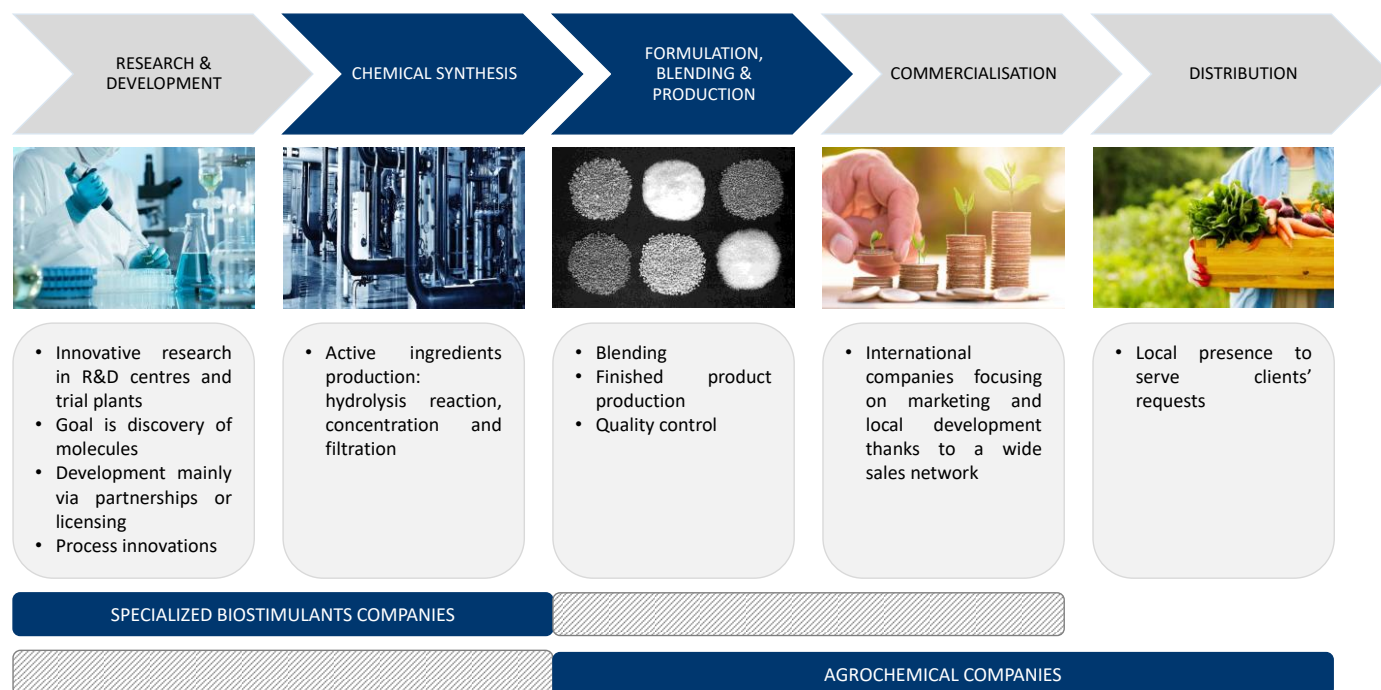 RESEARCH &
DEVELOPMENT
CHEMICAL SYNTHESIS
FORMULATION,
BLENDING &
PRODUCTION
COMMERCIALISATION
DISTRIBUTION
• Innovative research
in R&D centres and
trial plants
• Goal is discovery of
molecules
• Development mainly
via partnerships or
licensing
• Process innovations
• Active ingredients
production:
hydrolysis reaction,
concentration and
filtration
• Blending
• Finished product
production
• Quality control
• International
companies focusing
on marketing and
local development
thanks to a wide
sales network
• Local presence to
serve clients’
requests
SPECIALIZED BIOSTIMULANTS COMPANIES
AGROCHEMICAL COMPANIES